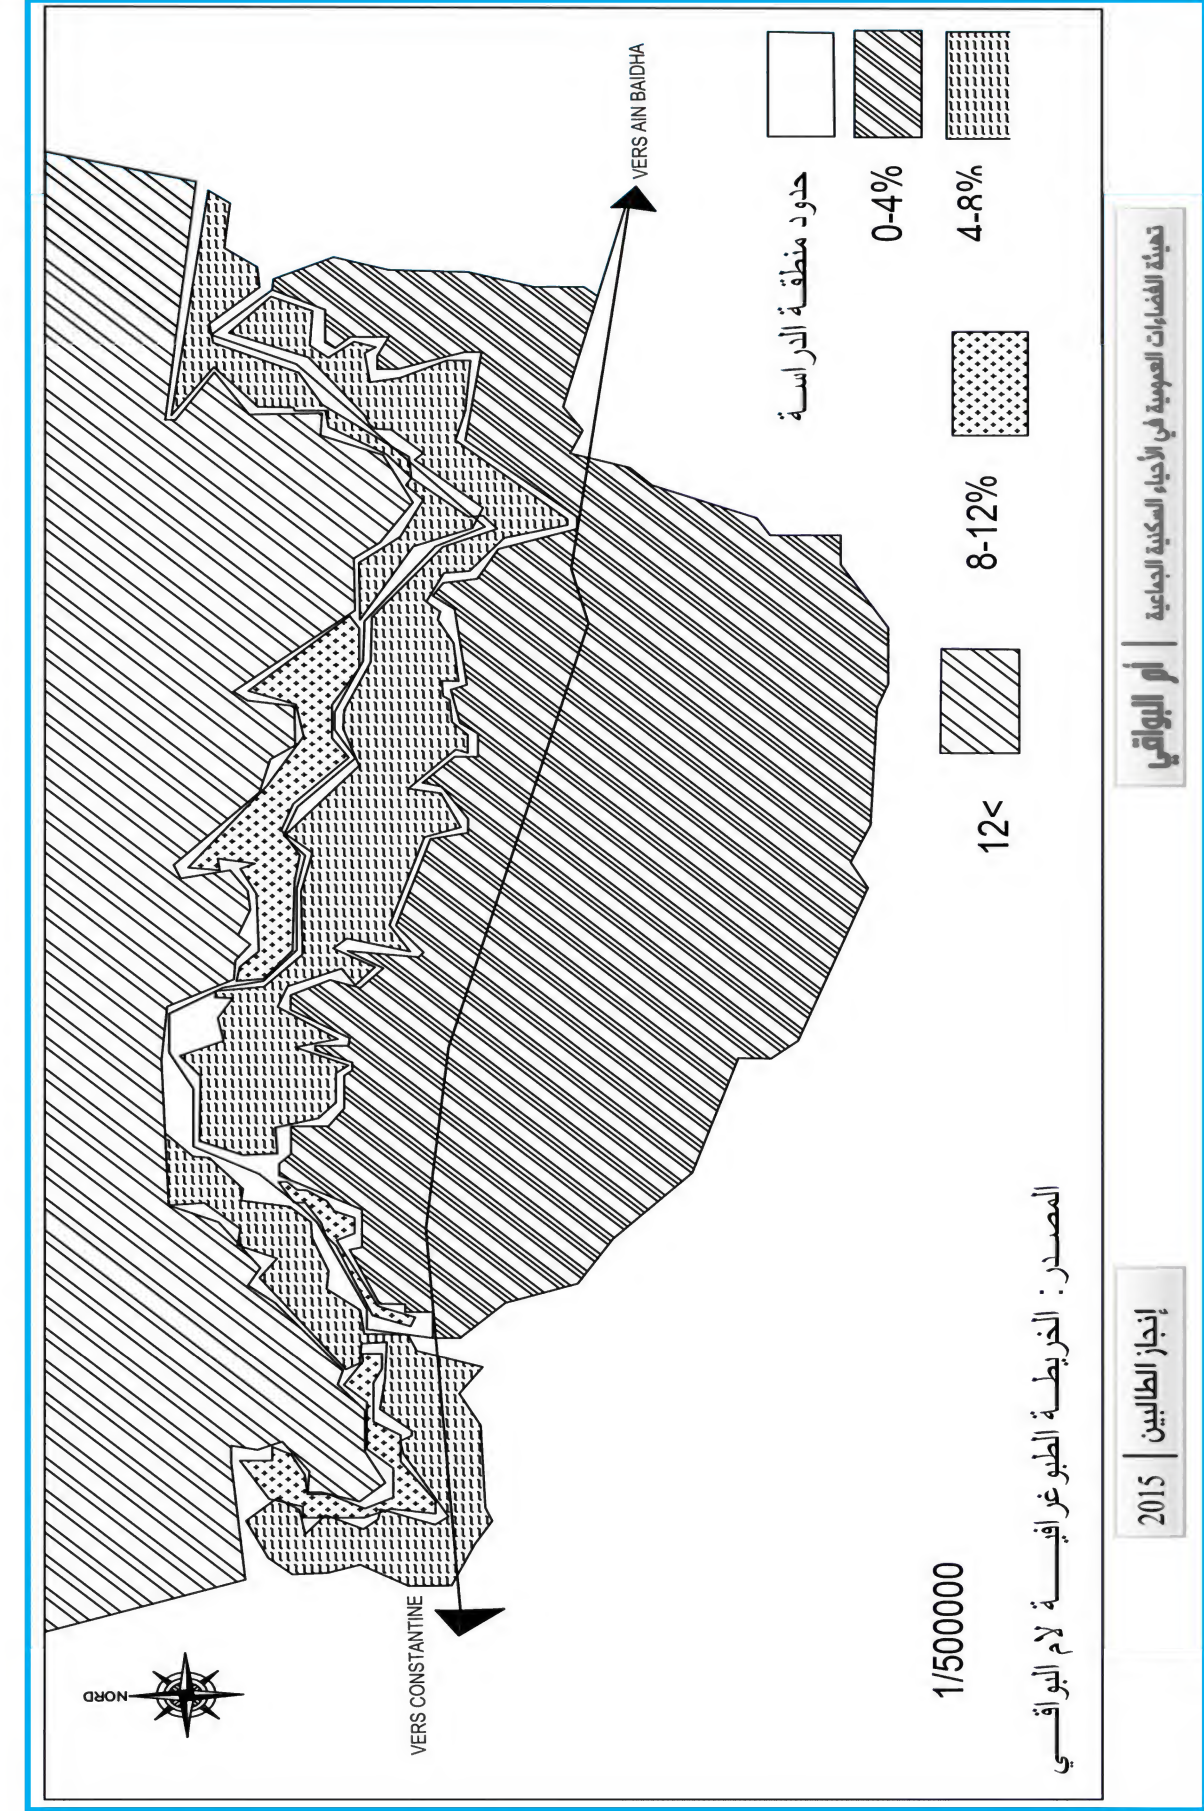 NORD
VERS CONSTANTINE
VERS AIN BAIDHA
حدود منطقة الدراسة
0-4%
4-8%
8-12%
12<
1/500000
المصدر : الخريطة الطبوغرافية لام البواقي
أم البواقي | تهيئة الفضاءات العمومية في الأحياء السكنية الجماعية
2015 | إنجاز الطالبين